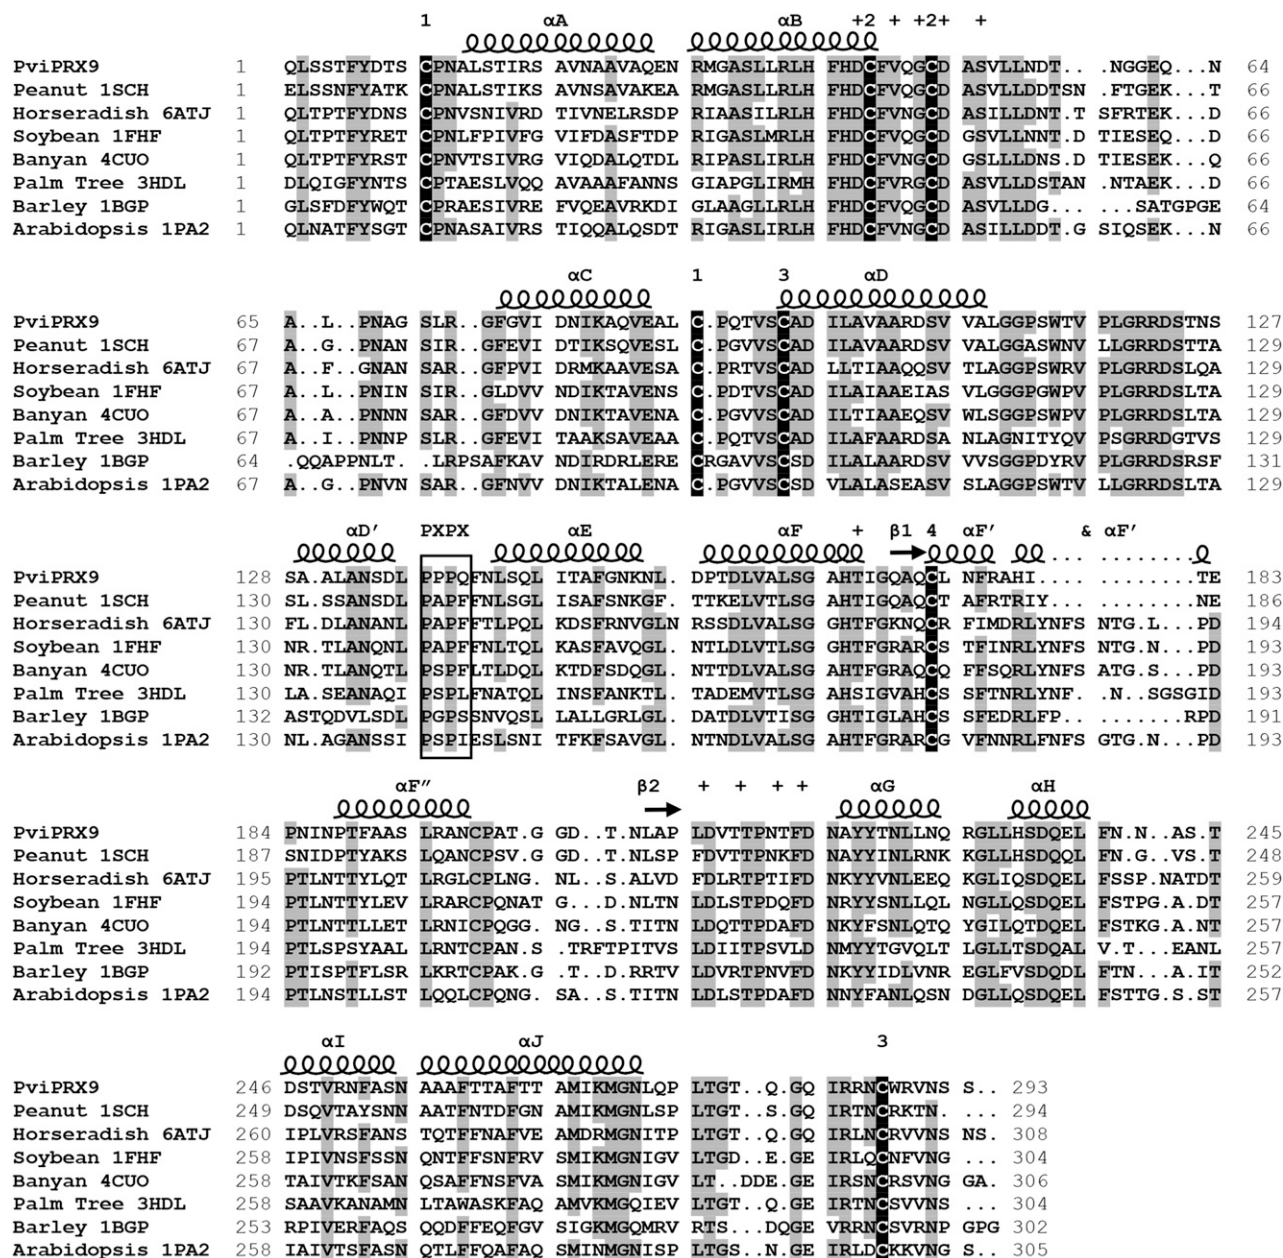 1 αA αB +2 + +2+ +
PviPRX9 1 QLSSTFYDTS CPNALSTIRS AVNAAVAQEN RMGASLLRLH FHDCFVQGCD ASVLLNDT.. .NGGEQ...N 64
Peanut 1SCH 1 ELSSNFYATK CPNALSTIKS AVNSAVAKEA RMGASLLRLH FHDCFVQGCD ASVLLDDTSN .FTGEK...T 66
Horseradish 6ATJ 1 QLTPTFYDNS CPNVSNIVRD TIVNELRSDP RIAASILRLH FHDCFVNGCD ASILLDNT.T SFRTEK...D 66
Soybean 1FHF 1 QLTPTFYRET CPNLFPIVFG VIFDASFTDP RIGASLMRLH FHDCFVQGCD GSVLLNNT.D TIESEQ...D 66
Banyan 4CUO 1 QLTPTFYRST CPNVTSIVRG VIQDALQTDL RIPASLIRLH FHDCFVNGCD GSLLLDNS.D TIESEK...Q 66
Palm Tree 3HDL 1 DLQIGFYNTS CPTAESLVQQ AVAAAFANNS GIAPGLIRMH FHDCFVRGCD ASVLLDSTAN .NTAEK...D 66
Barley 1BGP 1 GLSFDFYWQT CPRAESIVRE FVQEAVRKDI GLAAGLLRLH FHDCFVQGCD ASVLLDG... ...SATGPGE 64
Arabidopsis 1PA2 1 QLNATFYSGT CPNASAIVRS TIQQALQSDT RIGASLIRLH FHDCFVNGCD ASILLDDT.G SIQSEK...N 66
αC 1 3 αD
PviPRX9 65 A..L..PNAG SLR..GFGVI DNIKAQVEAL C.PQTVSCAD ILAVAARDSV VALGGPSWTV PLGRRDSTNS 127
Peanut 1SCH 67 A..G..PNAN SIR..GFEVI DTIKSQVESL C.PGVVSCAD ILAVAARDSV VALGGASWNV LLGRRDSTTA 129
Horseradish 6ATJ 67 A..F..GNAN SAR..GFPVI DRMKAAVESA C.PRTVSCAD LLTIAAQQSV TLAGGPSWRV PLGRRDSLQA 129
Soybean 1FHF 67 A..L..PNIN SIR..GLDVV NDIKTAVENS C.PDTVSCAD ILAIAAEIAS VLGGGPGWPV PLGRRDSLTA 129
Banyan 4CUO 67 A..A..PNNN SAR..GFDVV DNIKTAVENA C.PGVVSCAD ILTIAAEQSV WLSGGPSWPV PLGRRDSLTA 129
Palm Tree 3HDL 67 A..I..PNNP SLR..GFEVI TAAKSAVEAA C.PQTVSCAD ILAFAARDSA NLAGNITYQV PSGRRDGTVS 129
Barley 1BGP 64 .QQAPPNLT. .LRPSAFKAV NDIRDRLERE CRGAVVSCSD ILALAARDSV VVSGGPDYRV PLGRRDSRSF 131
Arabidopsis 1PA2 67 A..G..PNVN SAR..GFNVV DNIKTALENA C.PGVVSCSD VLALASEASV SLAGGPSWTV LLGRRDSLTA 129
αD' PXPX αE αF + β1 4 αF' & αF'
PviPRX9 128 SA.ALANSDL PPPQFNLSQL ITAFGNKNL. DPTDLVALSG AHTIGQAQCL NFRAHI.... ........TE 183
Peanut 1SCH 130 SL.SSANSDL PAPFFNLSGL ISAFSNKGF. TTKELVTLSG AHTIGQAQCT AFRTRIY... ........NE 186
Horseradish 6ATJ 130 FL.DLANANL PAPFFTLPQL KDSFRNVGLN RSSDLVALSG GHTFGKNQCR FIMDRLYNFS NTG.L...PD 194
Soybean 1FHF 130 NR.TLANQNL PAPFFNLTQL KASFAVQGL. NTLDLVTLSG GHTFGRARCS TFINRLYNFS NTG.N...PD 193
Banyan 4CUO 130 NR.TLANQTL PSPFLTLDQL KTDFSDQGL. NTTDLVALSG AHTFGRAQCQ FFSQRLYNFS ATG.S...PD 193
Palm Tree 3HDL 130 LA.SEANAQI PSPLFNATQL INSFANKTL. TADEMVTLSG AHSIGVAHCS SFTNRLYNF. .N..SGSGID 193
Barley 1BGP 132 ASTQDVLSDL PGPSSNVQSL LALLGRLGL. DATDLVTISG GHTIGLAHCS SFEDRLFP.. .......RPD 191
Arabidopsis 1PA2 130 NL.AGANSSI PSPIESLSNI TFKFSAVGL. NTNDLVALSG AHTFGRARCG VFNNRLFNFS GTG.N...PD 193
αF″ β2 + + + + αG αH
PviPRX9 184 PNINPTFAAS LRANCPAT.G GD..T.NLAP LDVTTPNTFD NAYYTNLLNQ RGLLHSDQEL FN.N..AS.T 245
Peanut 1SCH 187 SNIDPTYAKS LQANCPSV.G GD..T.NLSP FDVTTPNKFD NAYYINLRNK KGLLHSDQQL FN.G..VS.T 248
Horseradish 6ATJ 195 PTLNTTYLQT LRGLCPLNG. NL..S.ALVD FDLRTPTIFD NKYYVNLEEQ KGLIQSDQEL FSSP.NATDT 259
Soybean 1FHF 194 PTLNTTYLEV LRARCPQNAT G...D.NLTN LDLSTPDQFD NRYYSNLLQL NGLLQSDQEL FSTPG.A.DT 257
Banyan 4CUO 194 PTLNTTLLET LRNICPQGG. NG..S.TITN LDQTTPDAFD NKYFSNLQTQ YGILQTDQEL FSTKG.A.NT 257
Palm Tree 3HDL 194 PTLSPSYAAL LRNTCPAN.S .TRFTPITVS LDIITPSVLD NMYYTGVQLT LGLLTSDQAL V.T...EANL 257
Barley 1BGP 192 PTISPTFLSR LKRTCPAK.G .T..D.RRTV LDVRTPNVFD NKYYIDLVNR EGLFVSDQDL FTN...A.IT 252
Arabidopsis 1PA2 194 PTLNSTLLST LQQLCPQNG. SA..S.TITN LDLSTPDAFD NNYFANLQSN DGLLQSDQEL FSTTG.S.ST 257
αI αJ 3
PviPRX9 246 DSTVRNFASN AAAFTTAFTT AMIKMGNLQP LTGT..Q.GQ IRRNCWRVNS S.. 293
Peanut 1SCH 249 DSQVTAYSNN AATFNTDFGN AMIKMGNLSP LTGT..S.GQ IRTNCRKTN. ... 294
Horseradish 6ATJ 260 IPLVRSFANS TQTFFNAFVE AMDRMGNITP LTGT..Q.GQ IRLNCRVVNS NS. 308
Soybean 1FHF 258 IPIVNSFSSN QNTFFSNFRV SMIKMGNIGV LTGD..E.GE IRLQCNFVNG ... 304
Banyan 4CUO 258 TAIVTKFSAN QSAFFNSFVA SMIKMGNIGV LT..DDE.GE IRSNCRSVNG GA. 306
Palm Tree 3HDL 258 SAAVKANAMN LTAWASKFAQ AMVKMGQIEV LTGT..Q.GE IRTNCSVVNS ... 304
Barley 1BGP 253 RPIVERFAQS QQDFFEQFGV SIGKMGQMRV RTS...DQGE VRRNCSVRNP GPG 302
Arabidopsis 1PA2 258 IAIVTSFASN QTLFFQAFAQ SMINMGNISP LTGS..N.GE IRLDCKKVNG S.. 305